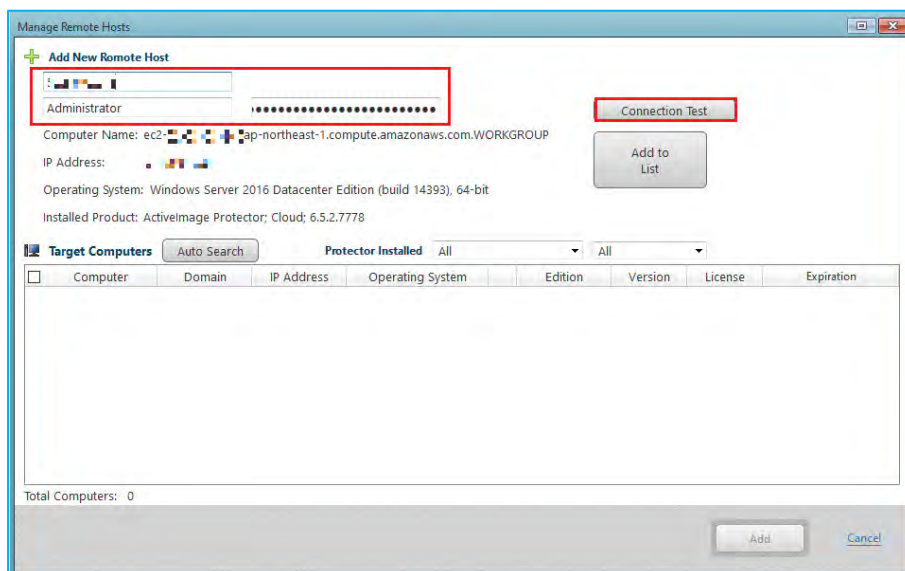 Manage Remote Hosts
Add New Romote Host
Administrator ●●●●●●●●●●●●●●●●●●●●●●●●
Connection Test
Computer Name: ec2- ap-northeast-1.compute.amazonaws.com.WORKGROUP
IP Address:
Add to
List
Operating System: Windows Server 2016 Datacenter Edition (build 14393), 64-bit
Installed Product: ActiveImage Protector; Cloud; 6.5.2.7778
Target Computers Auto Search Protector Installed All All
Computer Domain IP Address Operating System Edition Version License Expiration
Total Computers: 0
Add Cancel